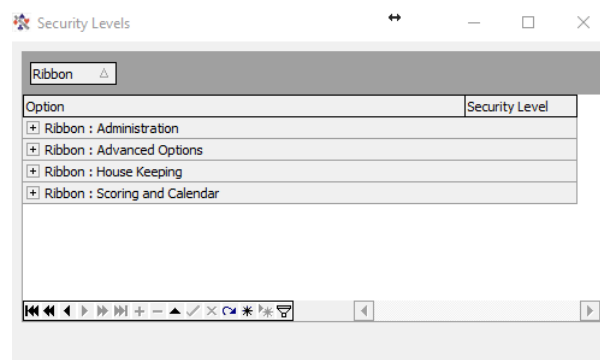 Security Levels
Ribbon
Option Security Level
Ribbon : Administration
Ribbon : Advanced Options
Ribbon : House Keeping
Ribbon : Scoring and Calendar